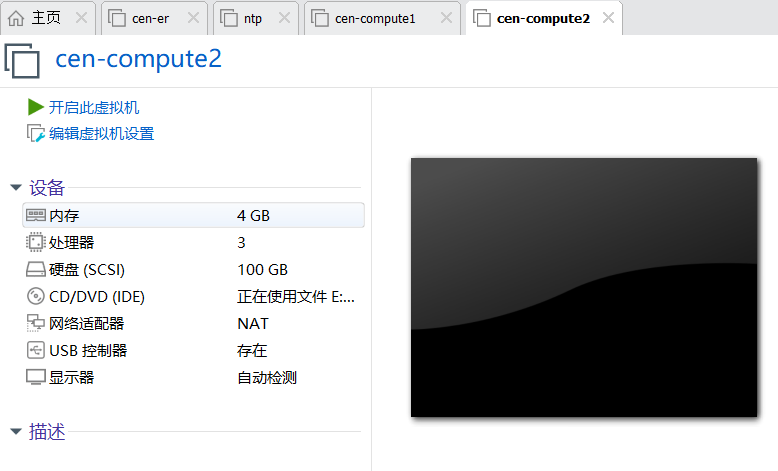 主页 cen-er ntp cen-compute1 cen-compute2
cen-compute2
开启此虚拟机
编辑虚拟机设置
设备
内存 4 GB
处理器 3
硬盘 (SCSI) 100 GB
CD/DVD (IDE) 正在使用文件 E:...
网络适配器 NAT
USB 控制器 存在
显示器 自动检测
描述